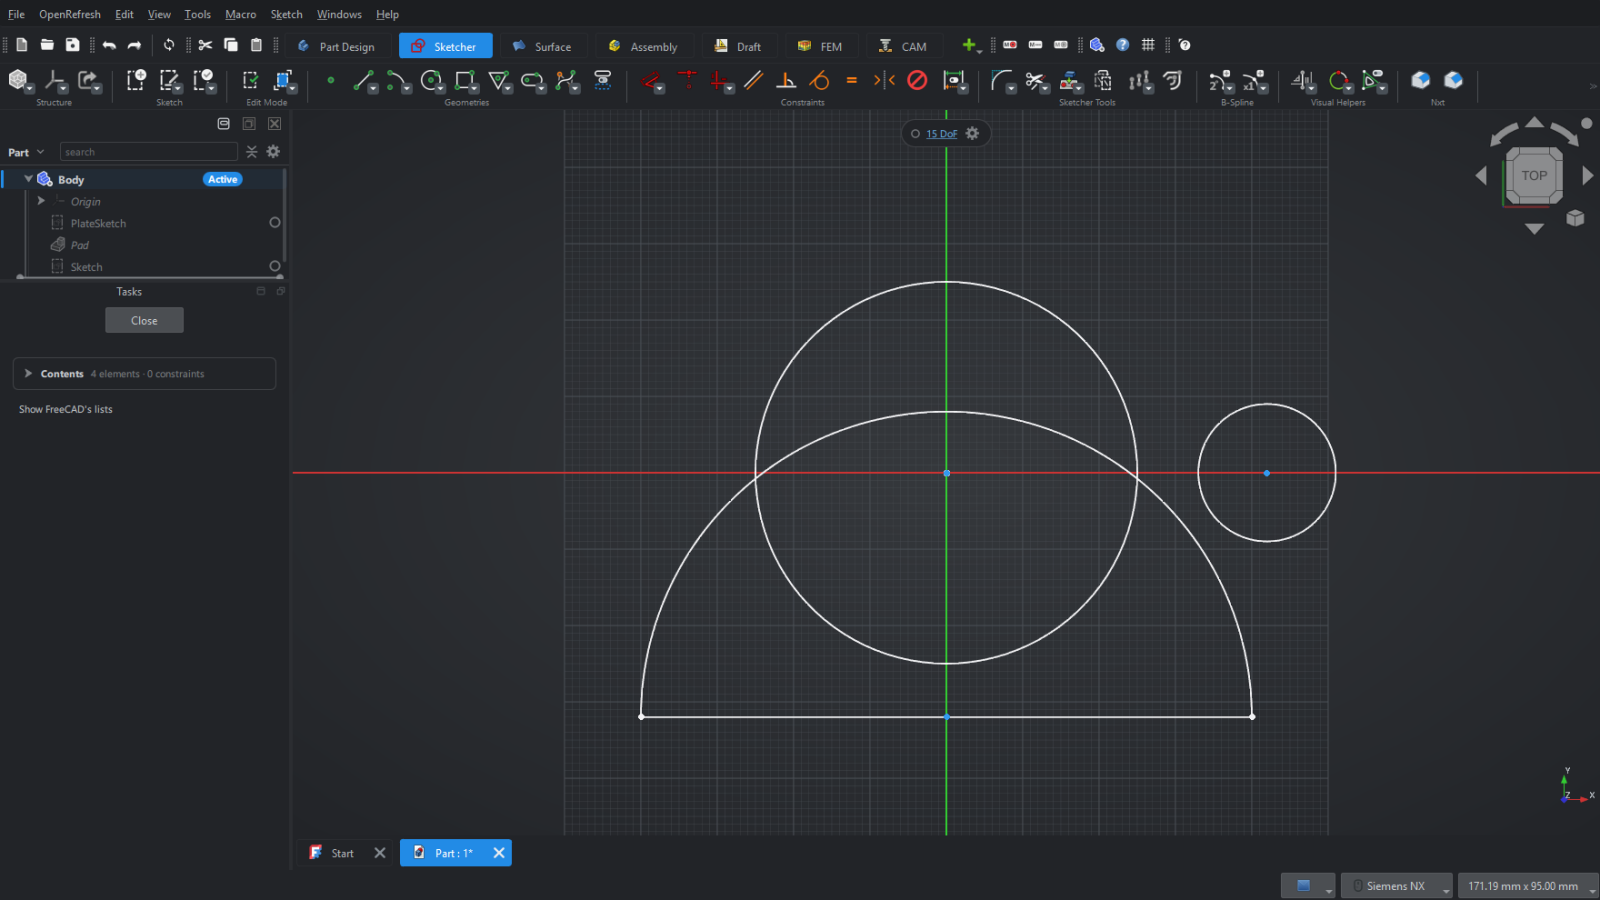 File OpenRefresh Edit View Tools Macro Sketch Windows Help
Part Design Sketcher Surface Assembly Draft FEM CAM
Structure Sketch Edit Mode Geometries Constraints Sketcher Tools B-Spline Visual Helpers Nxt
15 DoF
Part search
TOP
Body Active
Origin
PlateSketch
Pad
Sketch
Tasks
Close
Contents 4 elements - 0 constraints
Show FreeCAD's lists
Y
Z X
Start Part : 1*
Siemens NX 171.19 mm x 95.00 mm